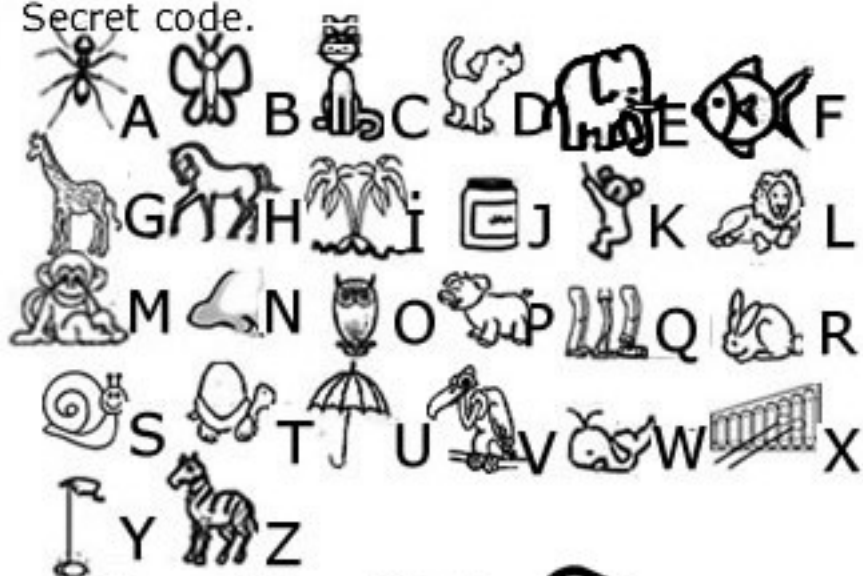 Secret code.
A B C D E F
G H İ J K L
M N O P Q R
S T U V W X
Y Z